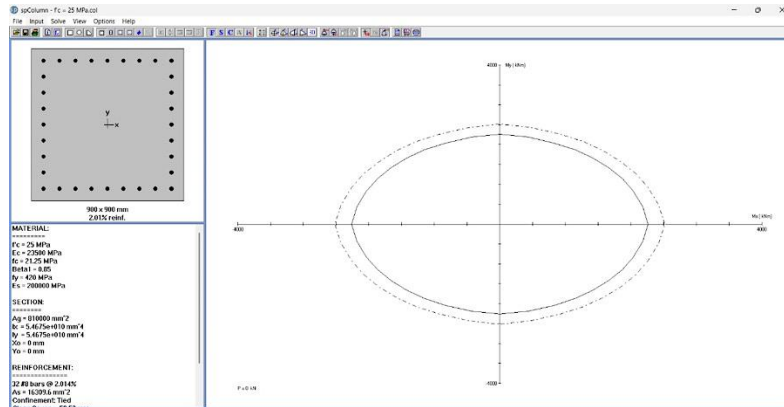 spColumn - f'c = 25 MPa.col
File Input Solve View Options Help
y
x
900 x 900 mm
2.01% reinf.
MATERIAL:
=========
f'c = 25 MPa
Ec = 23500 MPa
fc = 21.25 MPa
Beta1 = 0.85
fy = 420 MPa
Es = 200000 MPa
SECTION:
========
Ag = 810000 mm^2
Ix = 5.4675e+010 mm^4
Iy = 5.4675e+010 mm^4
Xo = 0 mm
Yo = 0 mm
REINFORCEMENT:
==============
32 #8 bars @ 2.014%
As = 16309.6 mm^2
Confinement: Tied
4000
My ( kNm)
Mx ( kNm)
-4000
4000
-4000
P = 0 kN